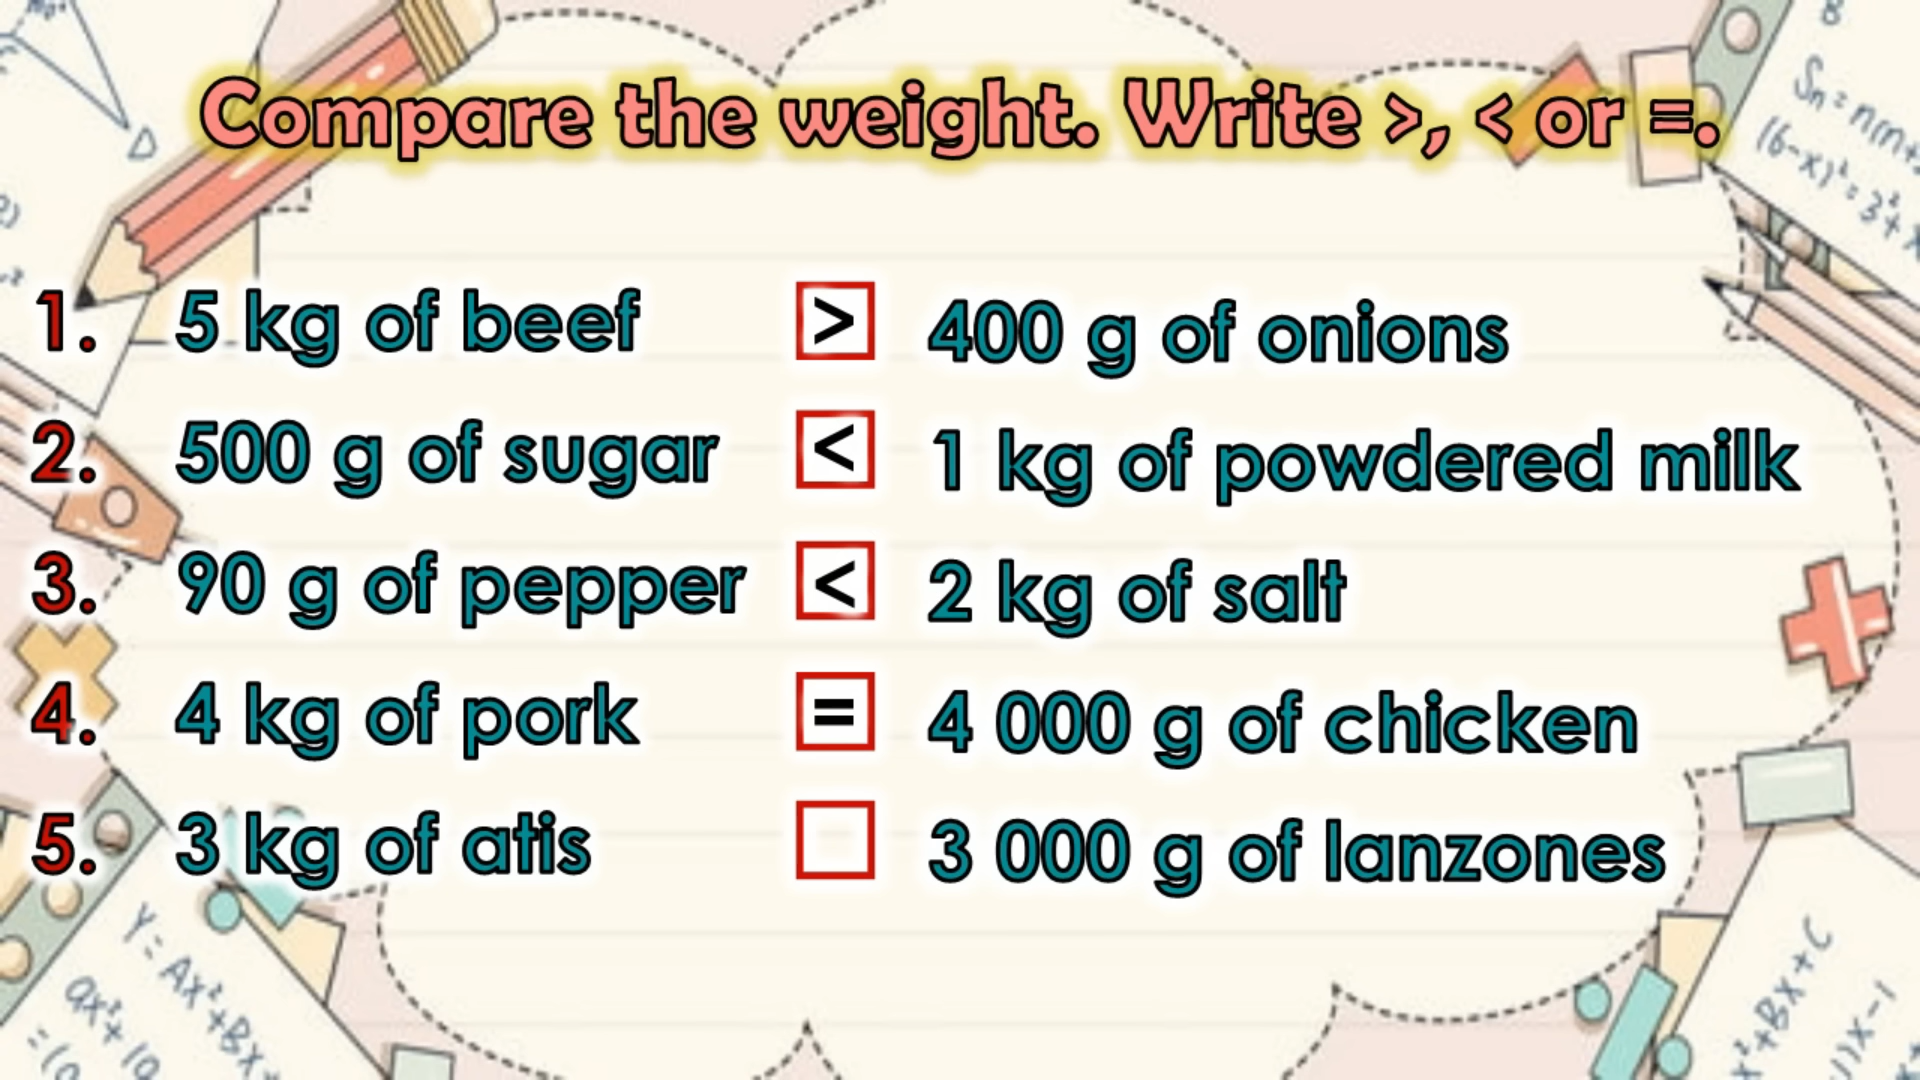 Compare the weight. Write >, < or =.
1. 5 kg of beef > 400 g of onions
2. 500 g of sugar < 1 kg of powdered milk
3. 90 g of pepper < 2 kg of salt
4. 4 kg of pork = 4 000 g of chicken
5. 3 kg of atis 3 000 g of lanzones